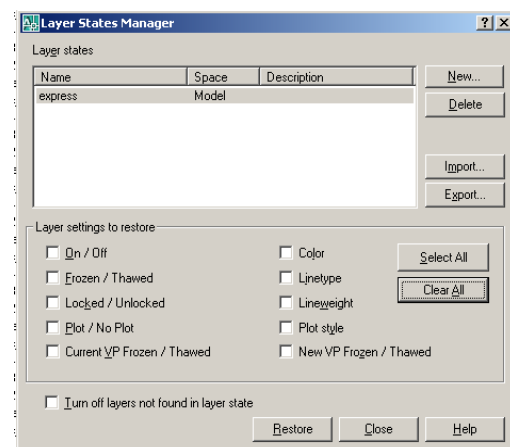 Layer States Manager
Layer states
Name Space Description
express Model
New...
Delete
Import...
Export...
Layer settings to restore
On / Off
Frozen / Thawed
Locked / Unlocked
Plot / No Plot
Current VP Frozen / Thawed
Color
Linetype
Lineweight
Plot style
New VP Frozen / Thawed
Select All
Clear All
Turn off layers not found in layer state
Restore Close Help